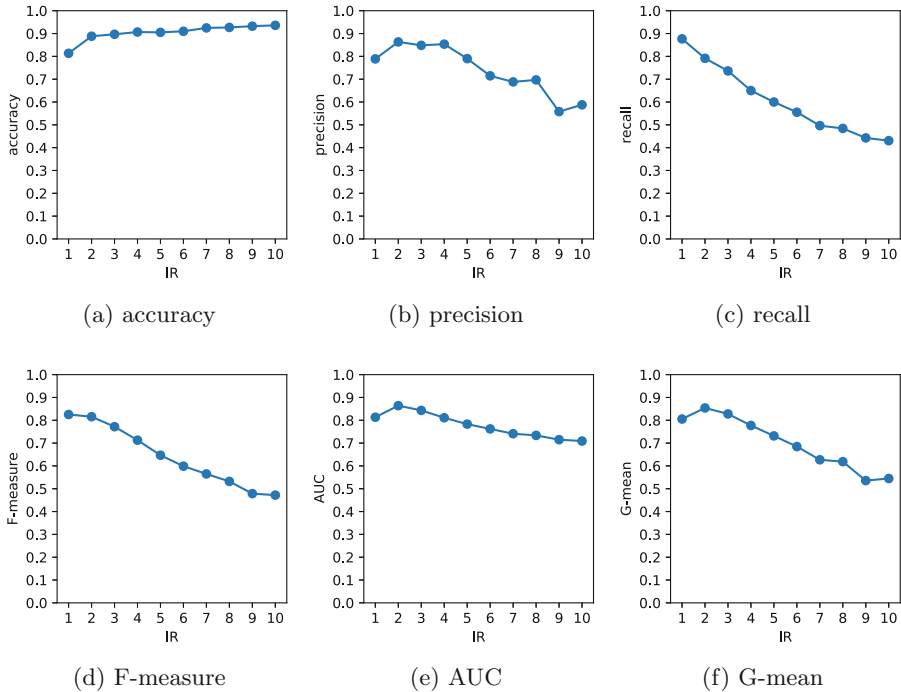 1.0
0.9
0.8
0.7
0.6
0.5
0.4
0.3
0.2
0.1
0.0
accuracy
1 2 3 4 5 6 7 8 9 10
IR
(a) accuracy
1.0
0.9
0.8
0.7
0.6
0.5
0.4
0.3
0.2
0.1
0.0
precision
1 2 3 4 5 6 7 8 9 10
IR
(b) precision
1.0
0.9
0.8
0.7
0.6
0.5
0.4
0.3
0.2
0.1
0.0
recall
1 2 3 4 5 6 7 8 9 10
IR
(c) recall
1.0
0.9
0.8
0.7
0.6
0.5
0.4
0.3
0.2
0.1
0.0
F-measure
1 2 3 4 5 6 7 8 9 10
IR
(d) F-measure
1.0
0.9
0.8
0.7
0.6
0.5
0.4
0.3
0.2
0.1
0.0
AUC
1 2 3 4 5 6 7 8 9 10
IR
(e) AUC
1.0
0.9
0.8
0.7
0.6
0.5
0.4
0.3
0.2
0.1
0.0
G-mean
1 2 3 4 5 6 7 8 9 10
IR
(f) G-mean